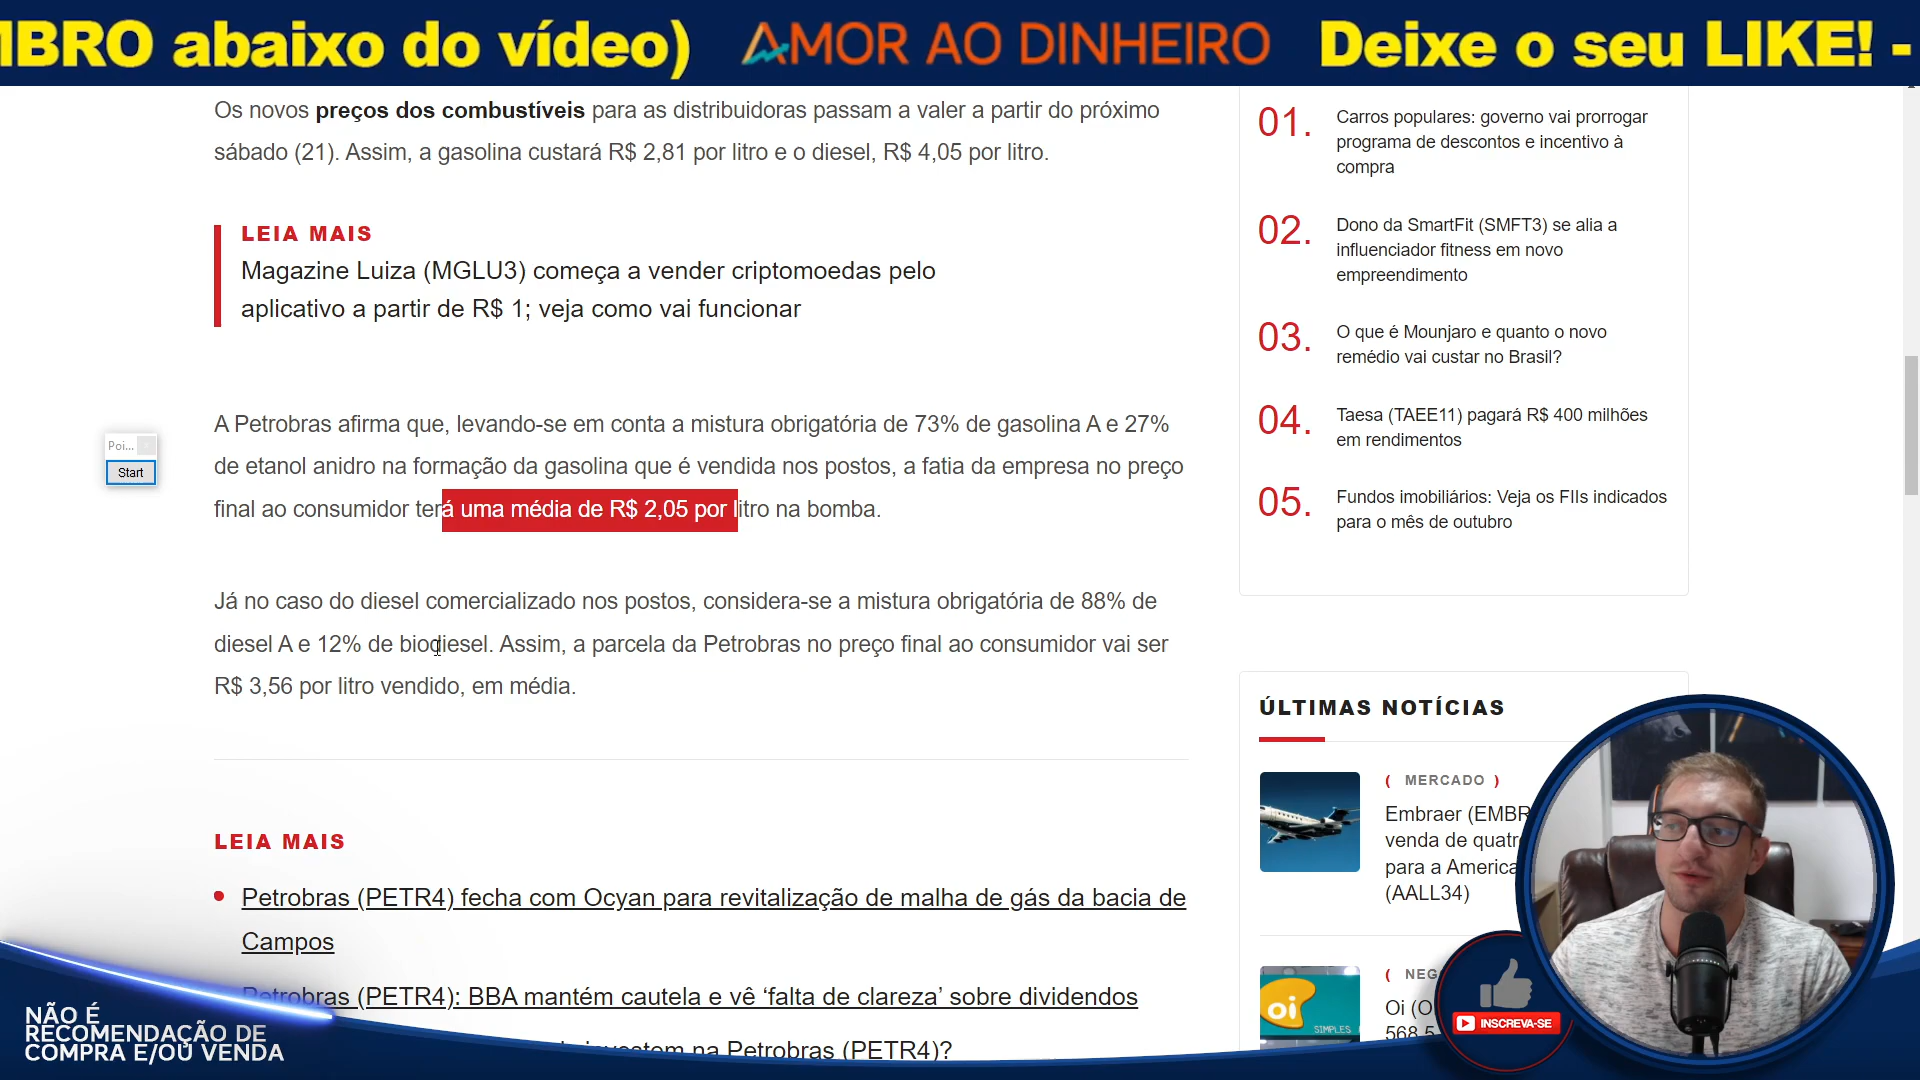 MBRO abaixo do vídeo) AMOR AO DINHEIRO Deixe o seu LIKE! -
Os novos preços dos combustíveis para as distribuidoras passam a valer a partir do próximo
sábado (21). Assim, a gasolina custará R$ 2,81 por litro e o diesel, R$ 4,05 por litro.
LEIA MAIS
Magazine Luiza (MGLU3) começa a vender criptomoedas pelo
aplicativo a partir de R$ 1; veja como vai funcionar
Poi...
Start
A Petrobras afirma que, levando-se em conta a mistura obrigatória de 73% de gasolina A e 27%
de etanol anidro na formação da gasolina que é vendida nos postos, a fatia da empresa no preço
final ao consumidor terá uma média de R$ 2,05 por litro na bomba.
Já no caso do diesel comercializado nos postos, considera-se a mistura obrigatória de 88% de
diesel A e 12% de biodiesel. Assim, a parcela da Petrobras no preço final ao consumidor vai ser
R$ 3,56 por litro vendido, em média.
LEIA MAIS
Petrobras (PETR4) fecha com Ocyan para revitalização de malha de gás da bacia de
Campos
Petrobras (PETR4): BBA mantém cautela e vê ‘falta de clareza’ sobre dividendos
investem na Petrobras (PETR4)?
01. Carros populares: governo vai prorrogar
programa de descontos e incentivo à
compra
02. Dono da SmartFit (SMFT3) se alia a
influenciador fitness em novo
empreendimento
03. O que é Mounjaro e quanto o novo
remédio vai custar no Brasil?
04. Taesa (TAEE11) pagará R$ 400 milhões
em rendimentos
05. Fundos imobiliários: Veja os FIIs indicados
para o mês de outubro
ÚLTIMAS NOTÍCIAS
( MERCADO )
Embraer (EMBR
venda de quatr
para a America
(AALL34)
( NEG
Oi (O
568,5
oi
SIMPLES
INSCREVA-SE
NÃO É
RECOMENDAÇÃO DE
COMPRA E/OU VENDA